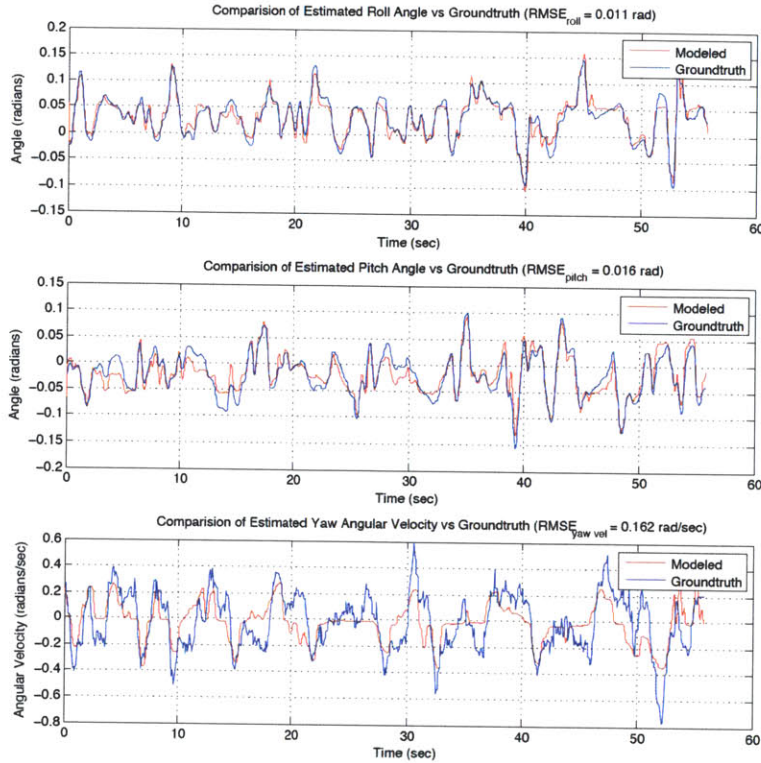 Comparision of Estimated Roll Angle vs Groundtruth (RMSE_roll = 0.011 rad)
0.2
0.15
0.1
0.05
0
−0.05
−0.1
−0.15
Angle (radians)
Modeled
Groundtruth
0 10 20 30 40 50 60
Time (sec)
Comparision of Estimated Pitch Angle vs Groundtruth (RMSE_pitch = 0.016 rad)
0.15
0.1
0.05
0
−0.05
−0.1
−0.15
−0.2
Angle (radians)
Modeled
Groundtruth
0 10 20 30 40 50 60
Time (sec)
Comparision of Estimated Yaw Angular Velocity vs Groundtruth (RMSE_yaw vel = 0.162 rad/sec)
0.6
0.4
0.2
0
−0.2
−0.4
−0.6
−0.8
Angular Velocity (radians/sec)
Modeled
Groundtruth
0 10 20 30 40 50 60
Time (sec)